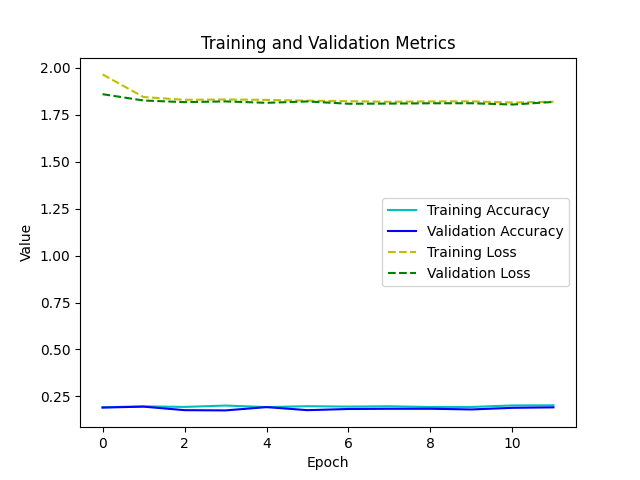 Training and Validation Metrics
2.00
1.75
1.50
1.25
1.00
0.75
0.50
0.25
Value
Training Accuracy
Validation Accuracy
Training Loss
Validation Loss
0 2 4 6 8 10
Epoch